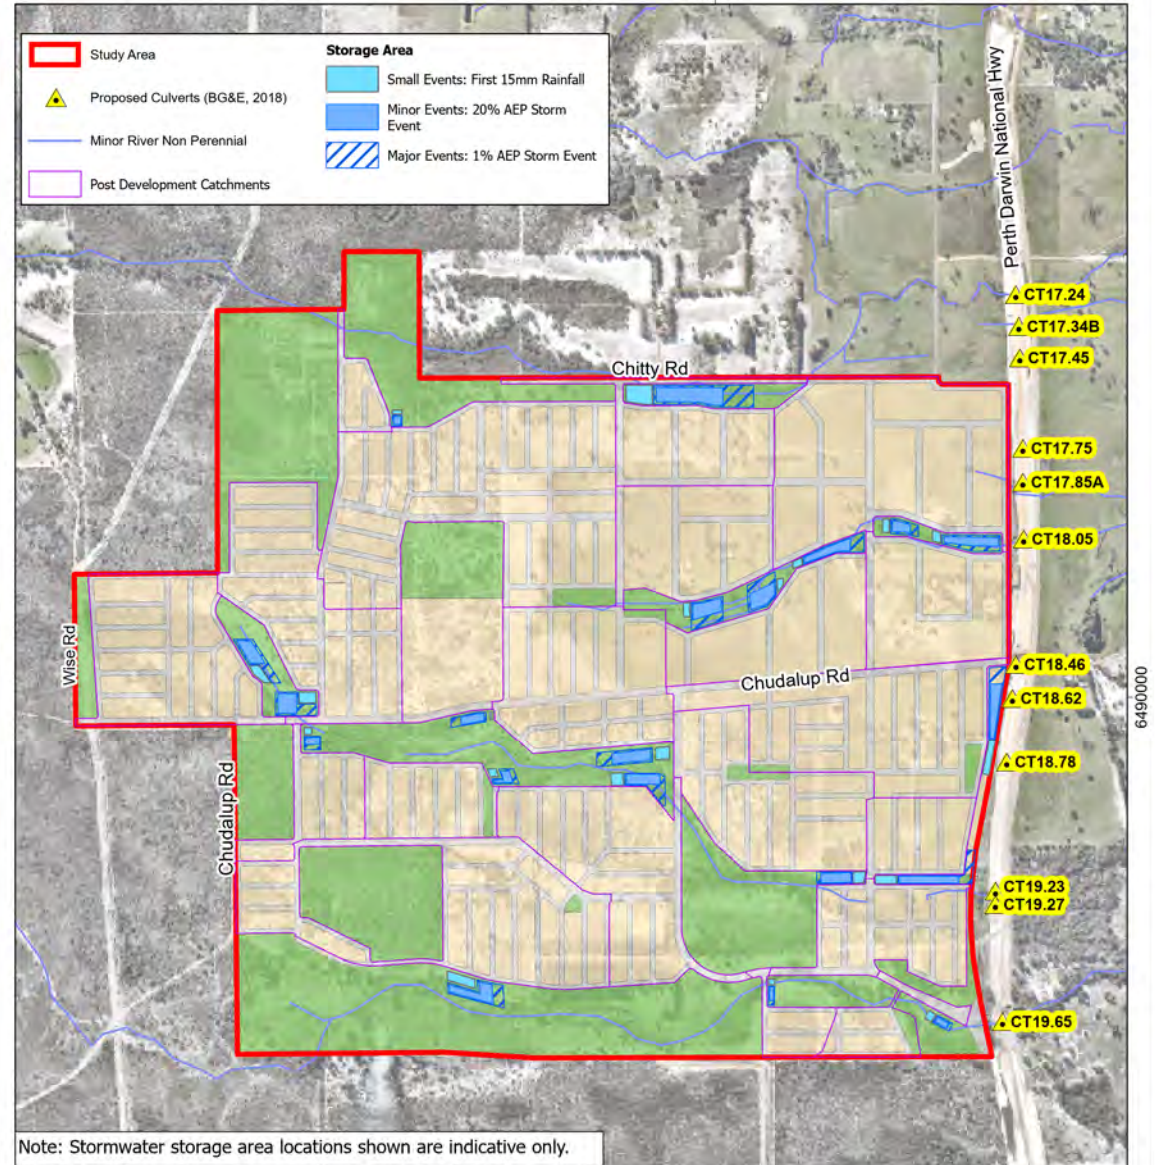 Study Area
Proposed Culverts (BG&E, 2018)
Minor River Non Perennial
Post Development Catchments
Storage Area
Small Events: First 15mm Rainfall
Minor Events: 20% AEP Storm
Event
Major Events: 1% AEP Storm Event
Perth Darwin National Hwy
CT17.24
CT17.34B
CT17.45
Chitty Rd
CT17.75
CT17.85A
CT18.05
Wise Rd
CT18.46
Chudalup Rd
CT18.62
6490000
CT18.78
Chudalup Rd
CT19.23
CT19.27
CT19.65
Note: Stormwater storage area locations shown are indicative only.